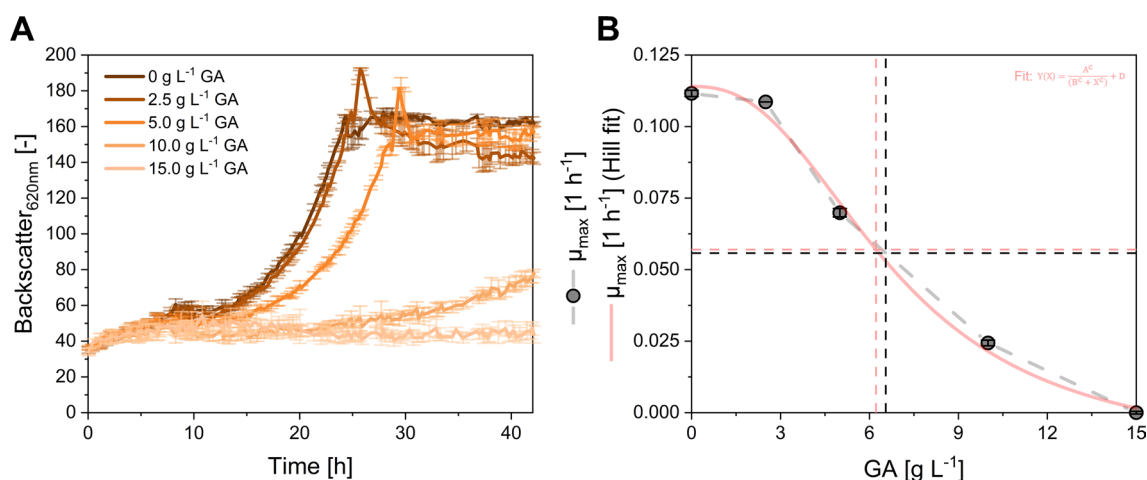 A
200
180
160
140
120
100
80
60
40
20
0
Backscatter620nm [-]
0 g L⁻¹ GA
2.5 g L⁻¹ GA
5.0 g L⁻¹ GA
10.0 g L⁻¹ GA
15.0 g L⁻¹ GA
0 10 20 30 40
Time [h]
B
0.125
0.100
0.075
0.050
0.025
0.000
μmax [1 h⁻¹]
μmax [1 h⁻¹] (Hill fit)
Fit: Y(X) = A^C / (B^C + X^C) + D
0 3 6 9 12 15
GA [g L⁻¹]